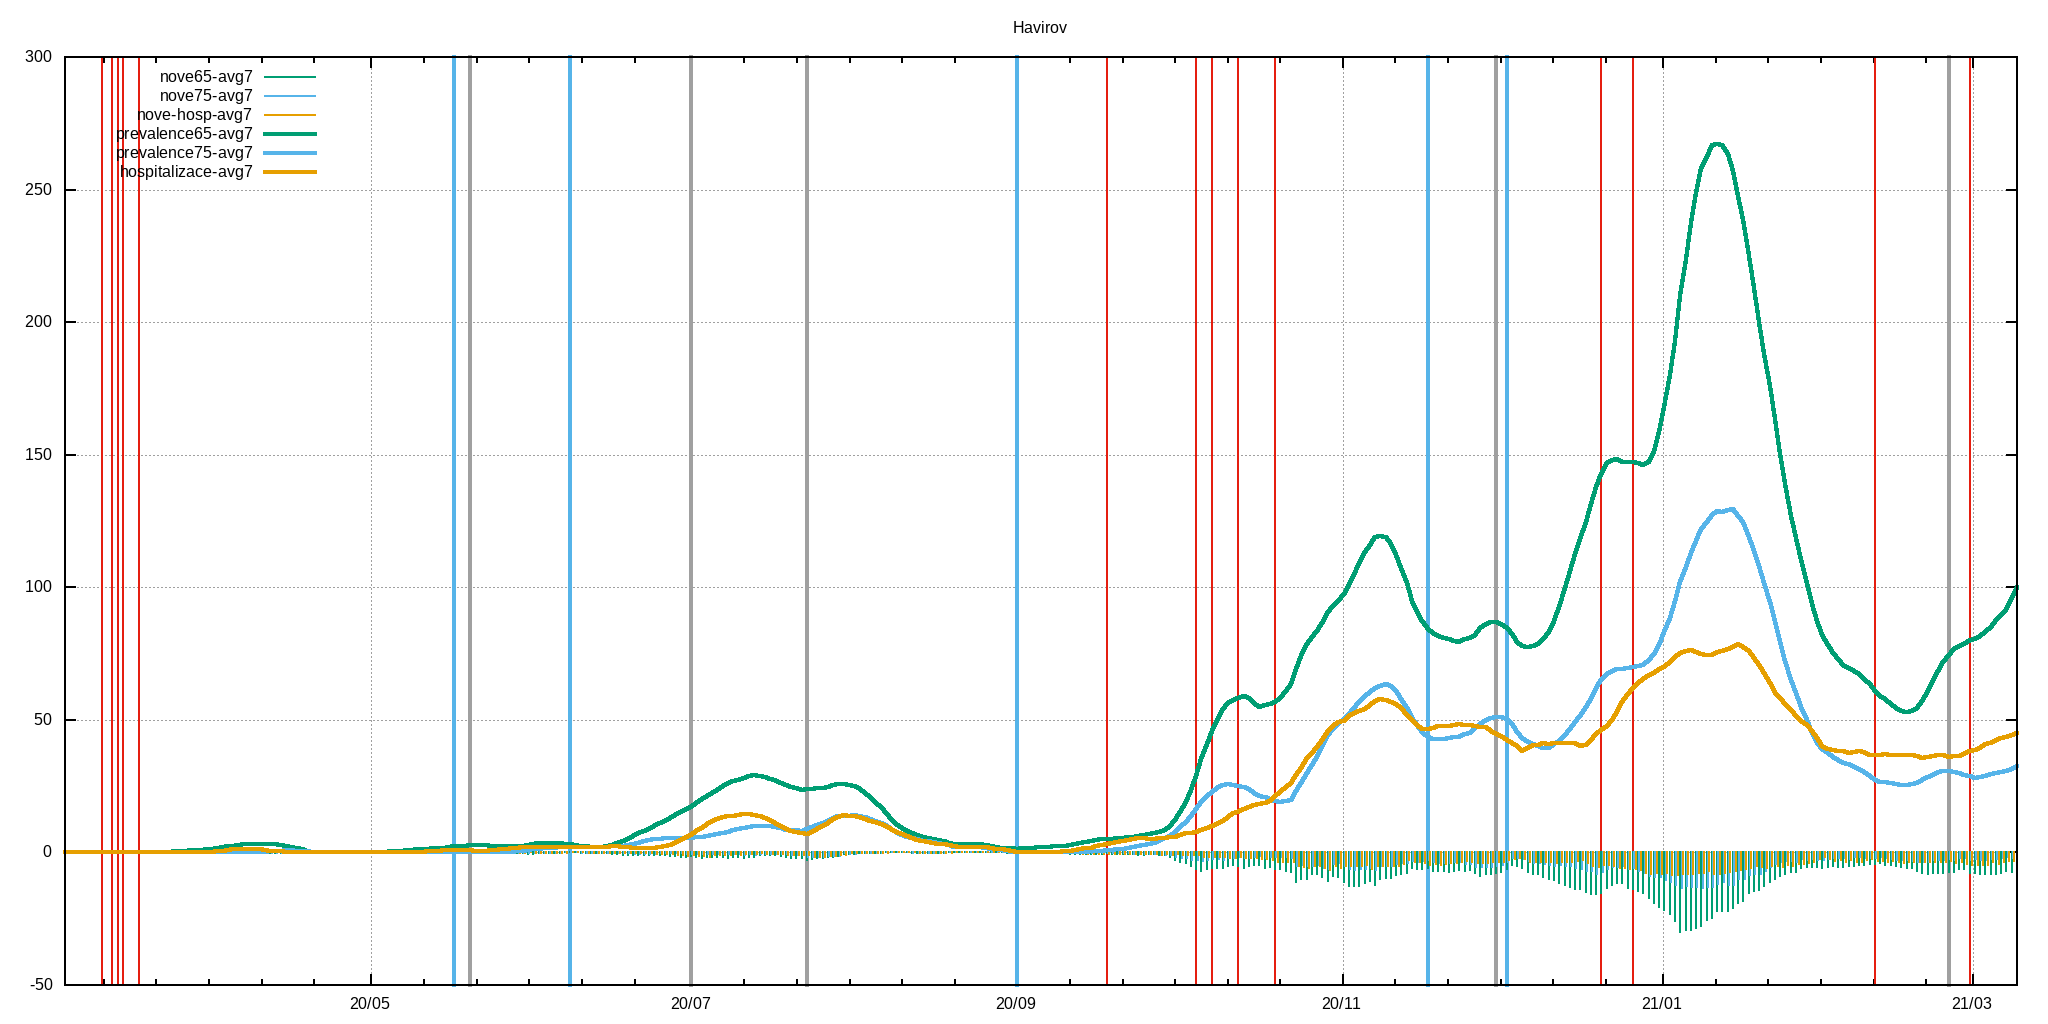 Havirov
300
250
200
150
100
50
0
-50
nove65-avg7
nove75-avg7
nove-hosp-avg7
prevalence65-avg7
prevalence75-avg7
hospitalizace-avg7
20/05
20/07
20/09
20/11
21/01
21/03